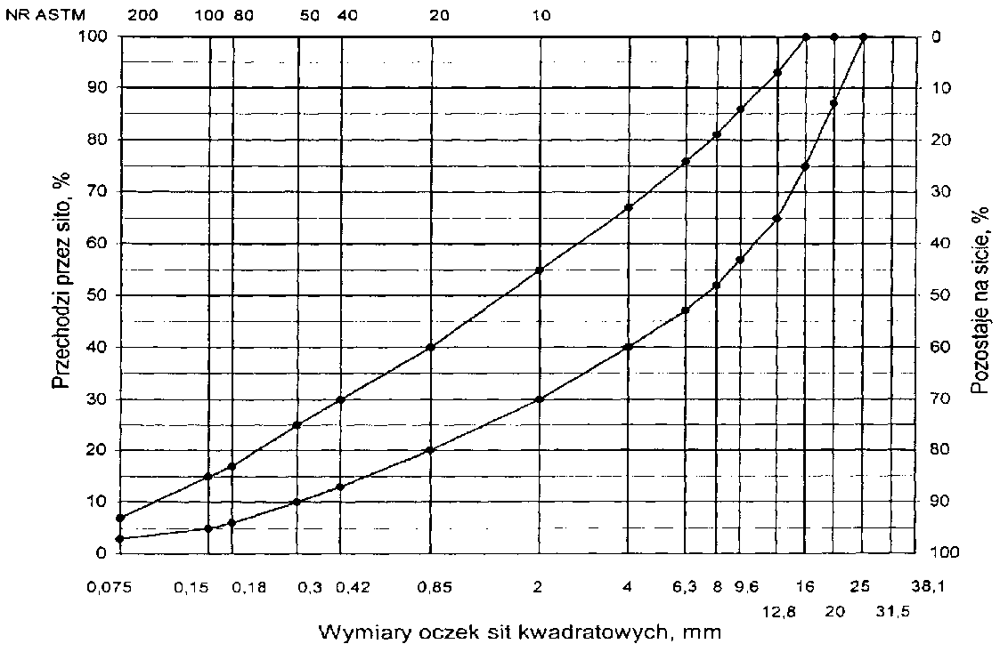 NR ASTM 200 100 80 50 40 20 10
100 0
90 10
80 20
70 30
60 40
50 50
40 60
30 70
20 80
10 90
0 100
Przechodzi przez sito, %
Pozostaje na sicie, %
0,075 0,15 0,18 0,3 0,42 0,85 2 4 6,3 8 9,6 16 25 38,1
12,8 20 31,5
Wymiary oczek sit kwadratowych, mm